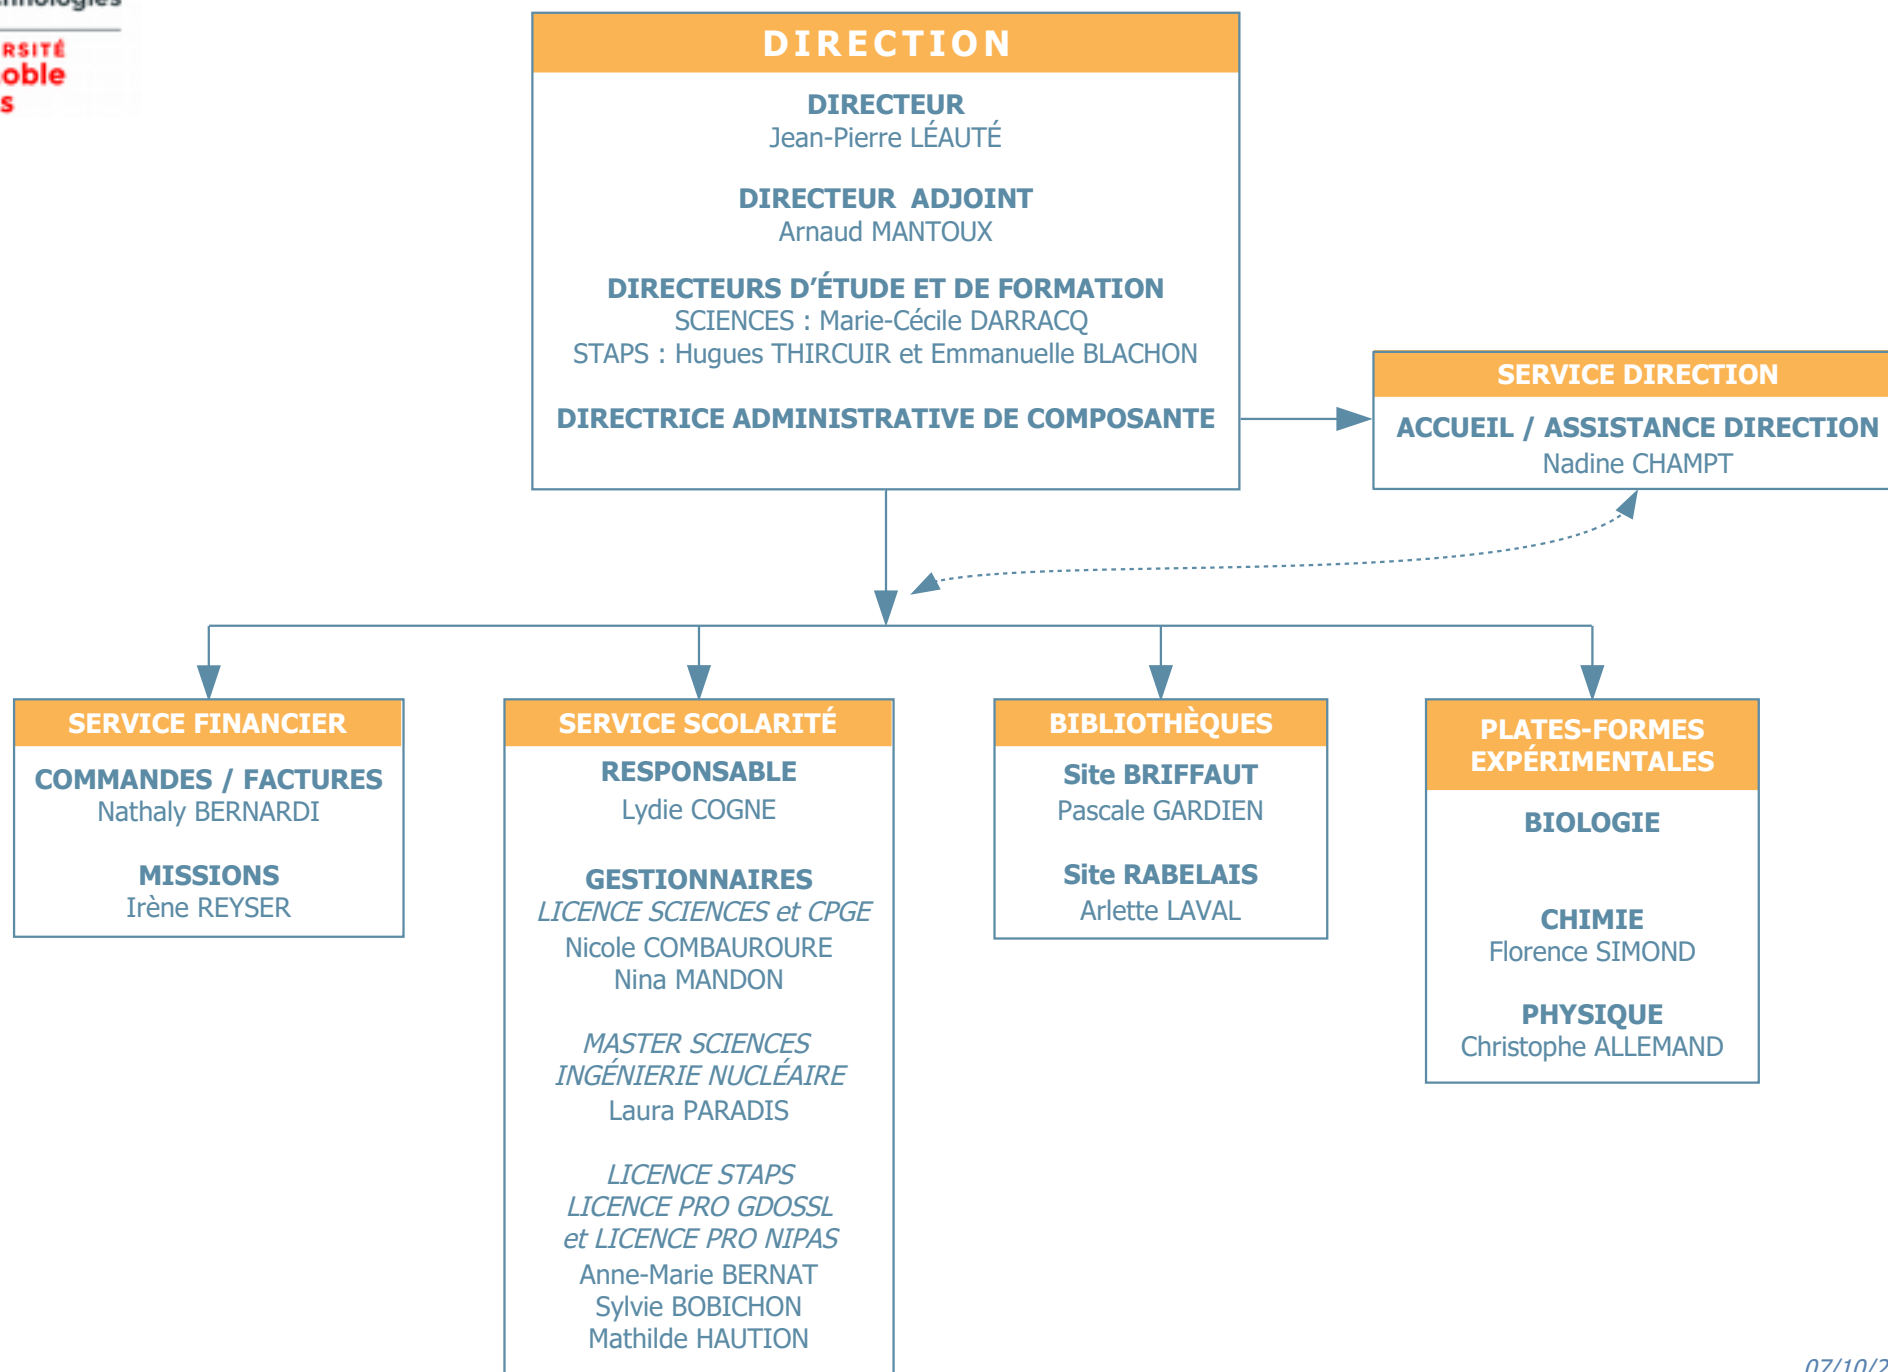 DIRECTION
DIRECTEUR
Jean-Pierre LÉAUTÉ
DIRECTEUR ADJOINT
Arnaud MANTOUX
DIRECTEURS D'ÉTUDE ET DE FORMATION
SCIENCES : Marie-Cécile DARRACQ
STAPS : Hugues THIRCUIR et Emmanuelle BLACHON
DIRECTRICE ADMINISTRATIVE DE COMPOSANTE
SERVICE DIRECTION
ACCUEIL / ASSISTANCE DIRECTION
Nadine CHAMPT
SERVICE FINANCIER
COMMANDES / FACTURES
Nathaly BERNARDI
MISSIONS
Irène REYSER
SERVICE SCOLARITÉ
RESPONSABLE
Lydie COGNE
GESTIONNAIRES
LICENCE SCIENCES et CPGE
Nicole COMBAUROURE
Nina MANDON
MASTER SCIENCES
INGÉNIERIE NUCLÉAIRE
Laura PARADIS
LICENCE STAPS
LICENCE PRO GDOSSL
et LICENCE PRO NIPAS
Anne-Marie BERNAT
Sylvie BOBICHON
Mathilde HAUTION
BIBLIOTHÈQUES
Site BRIFFAUT
Pascale GARDIEN
Site RABELAIS
Arlette LAVAL
PLATES-FORMES
EXPÉRIMENTALES
BIOLOGIE
CHIMIE
Florence SIMOND
PHYSIQUE
Christophe ALLEMAND
07/10/2